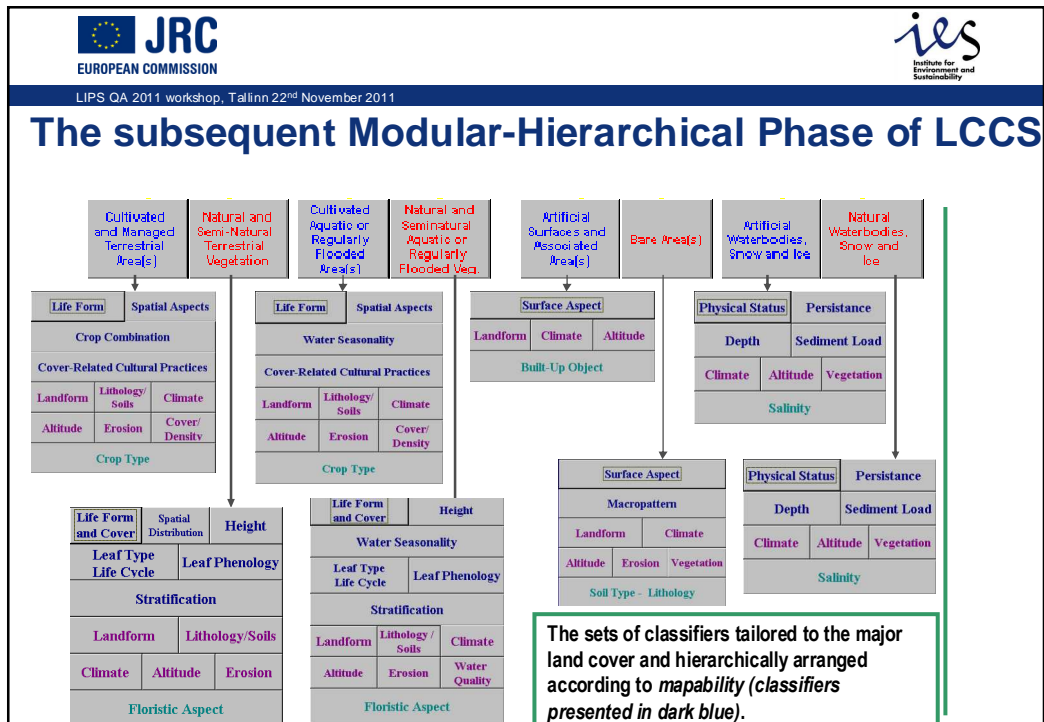 JRC
EUROPEAN COMMISSION
ies
Institute for
Environment and
Sustainability
LIPS QA 2011 workshop, Tallinn 22nd November 2011
The subsequent Modular-Hierarchical Phase of LCCS
Cultivated
and Managed
Terrestrial
Area(s)
Natural and
Semi-Natural
Terrestrial
Vegetation
Cultivated
Aquatic or
Regularly
Flooded
Area(s)
Natural and
Seminatural
Aquatic or
Regularly
Flooded Veg.
Artificial
Surfaces and
Associated
Area(s)
Bare Area(s)
Artificial
Waterbodies,
Snow and Ice
Natural
Waterbodies,
Snow and
Ice
Life Form
Spatial Aspects
Crop Combination
Cover-Related Cultural Practices
Landform
Lithology/
Soils
Climate
Altitude
Erosion
Cover/
Density
Crop Type
Life Form
Spatial Aspects
Water Seasonality
Cover-Related Cultural Practices
Landform
Lithology/
Soils
Climate
Altitude
Erosion
Cover/
Density
Crop Type
Surface Aspect
Landform
Climate
Altitude
Built-Up Object
Physical Status
Persistance
Depth
Sediment Load
Climate
Altitude
Vegetation
Salinity
Life Form
and Cover
Spatial
Distribution
Height
Leaf Type
Life Cycle
Leaf Phenology
Stratification
Landform
Lithology/Soils
Climate
Altitude
Erosion
Floristic Aspect
Life Form
and Cover
Height
Water Seasonality
Leaf Type
Life Cycle
Leaf Phenology
Stratification
Landform
Lithology /
Soils
Climate
Altitude
Erosion
Water
Quality
Floristic Aspect
Surface Aspect
Macropattern
Landform
Climate
Altitude
Erosion
Vegetation
Soil Type - Lithology
Physical Status
Persistance
Depth
Sediment Load
Climate
Altitude
Vegetation
Salinity
The sets of classifiers tailored to the major
land cover and hierarchically arranged
according to mapability (classifiers
presented in dark blue).